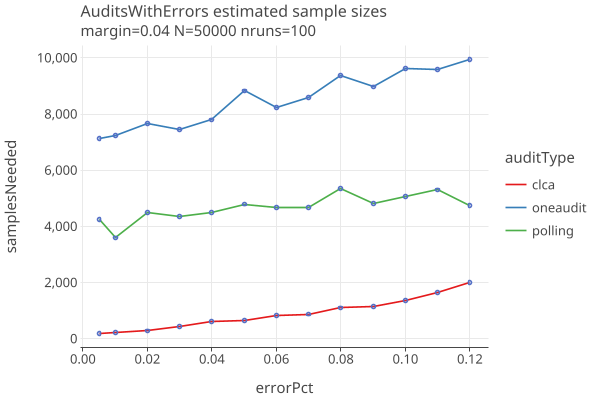 AuditsWithErrors estimated sample sizes
margin=0.04 N=50000 nruns=100
samplesNeeded
10,000
8,000
6,000
4,000
2,000
0
0.00 0.02 0.04 0.06 0.08 0.10 0.12
errorPct
auditType
clca
oneaudit
polling